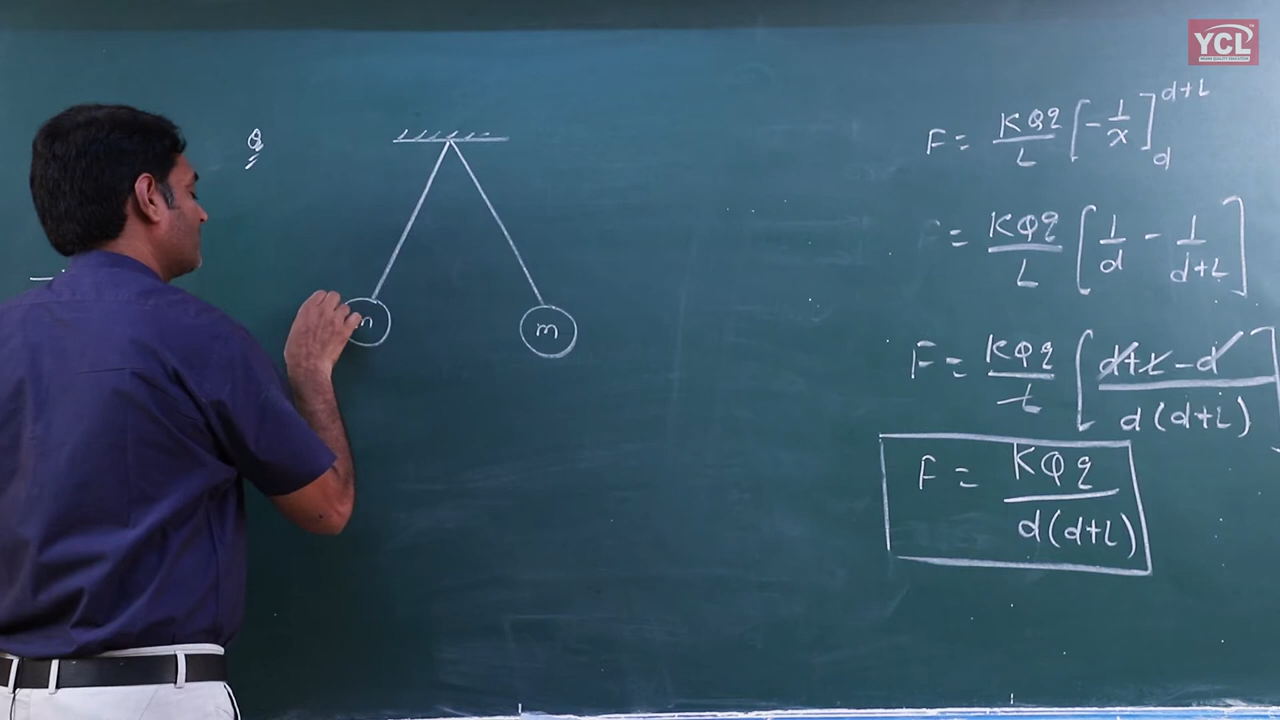 YCL
Q
m
m
F = KQq/L [-1/x]_d^{d+L}
F = KQq/L [1/d - 1/(d+L)]
F = KQq/L [(d+L-d)/(d(d+L))]
F = KQq/(d(d+L))